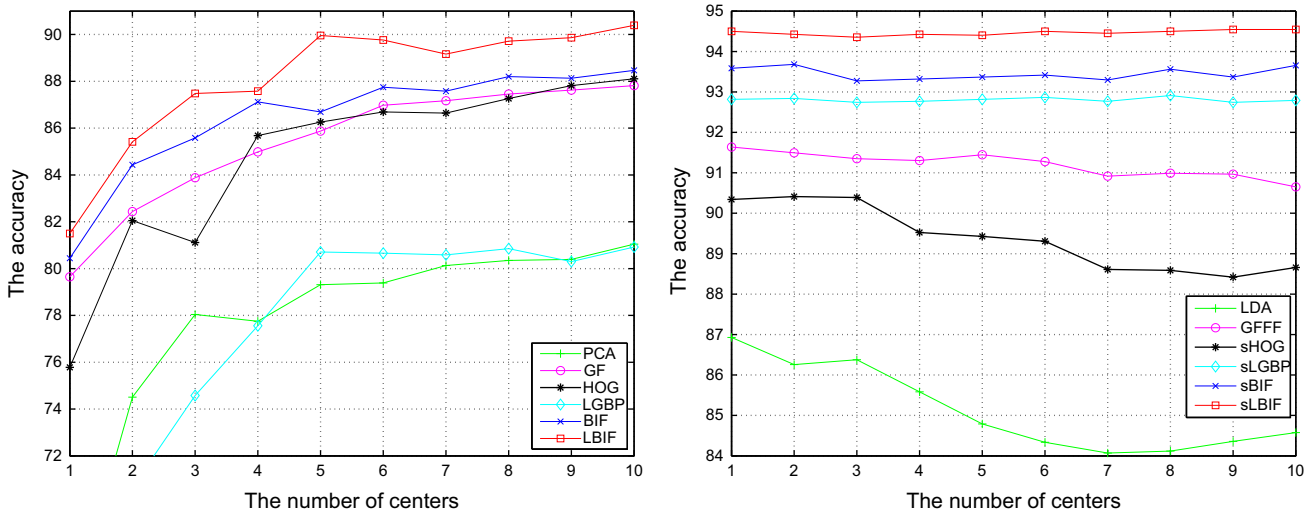 90
88
86
84
82
80
78
76
74
72
The accuracy
1 2 3 4 5 6 7 8 9 10
The number of centers
PCA
GF
HOG
LGBP
BIF
LBIF
95
94
93
92
91
90
89
88
87
86
85
84
The accuracy
1 2 3 4 5 6 7 8 9 10
The number of centers
LDA
GFFF
sHOG
sLGBP
sBIF
sLBIF